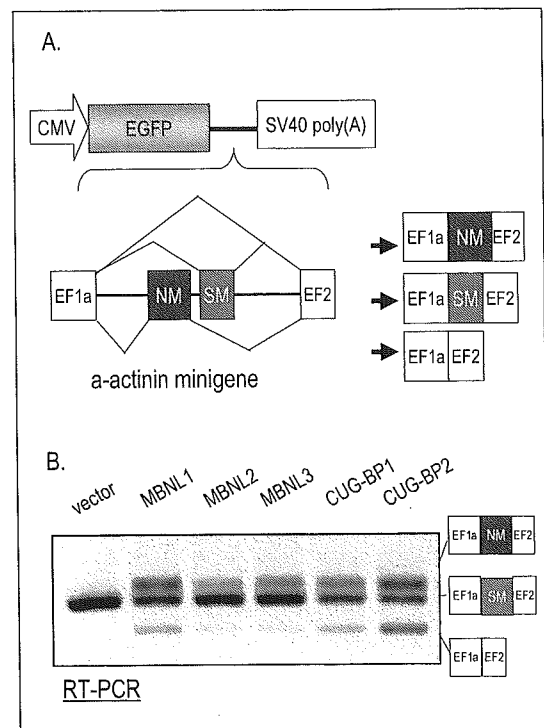 A.
CMV EGFP SV40 poly(A)
EF1a NM SM EF2
EF1a NM EF2
EF1a SM EF2
EF1a EF2
a-actinin minigene
B.
vector MBNL1 MBNL2 MBNL3 CUG-BP1 CUG-BP2
EF1a NM EF2
EF1a SM EF2
EF1a EF2
RT-PCR